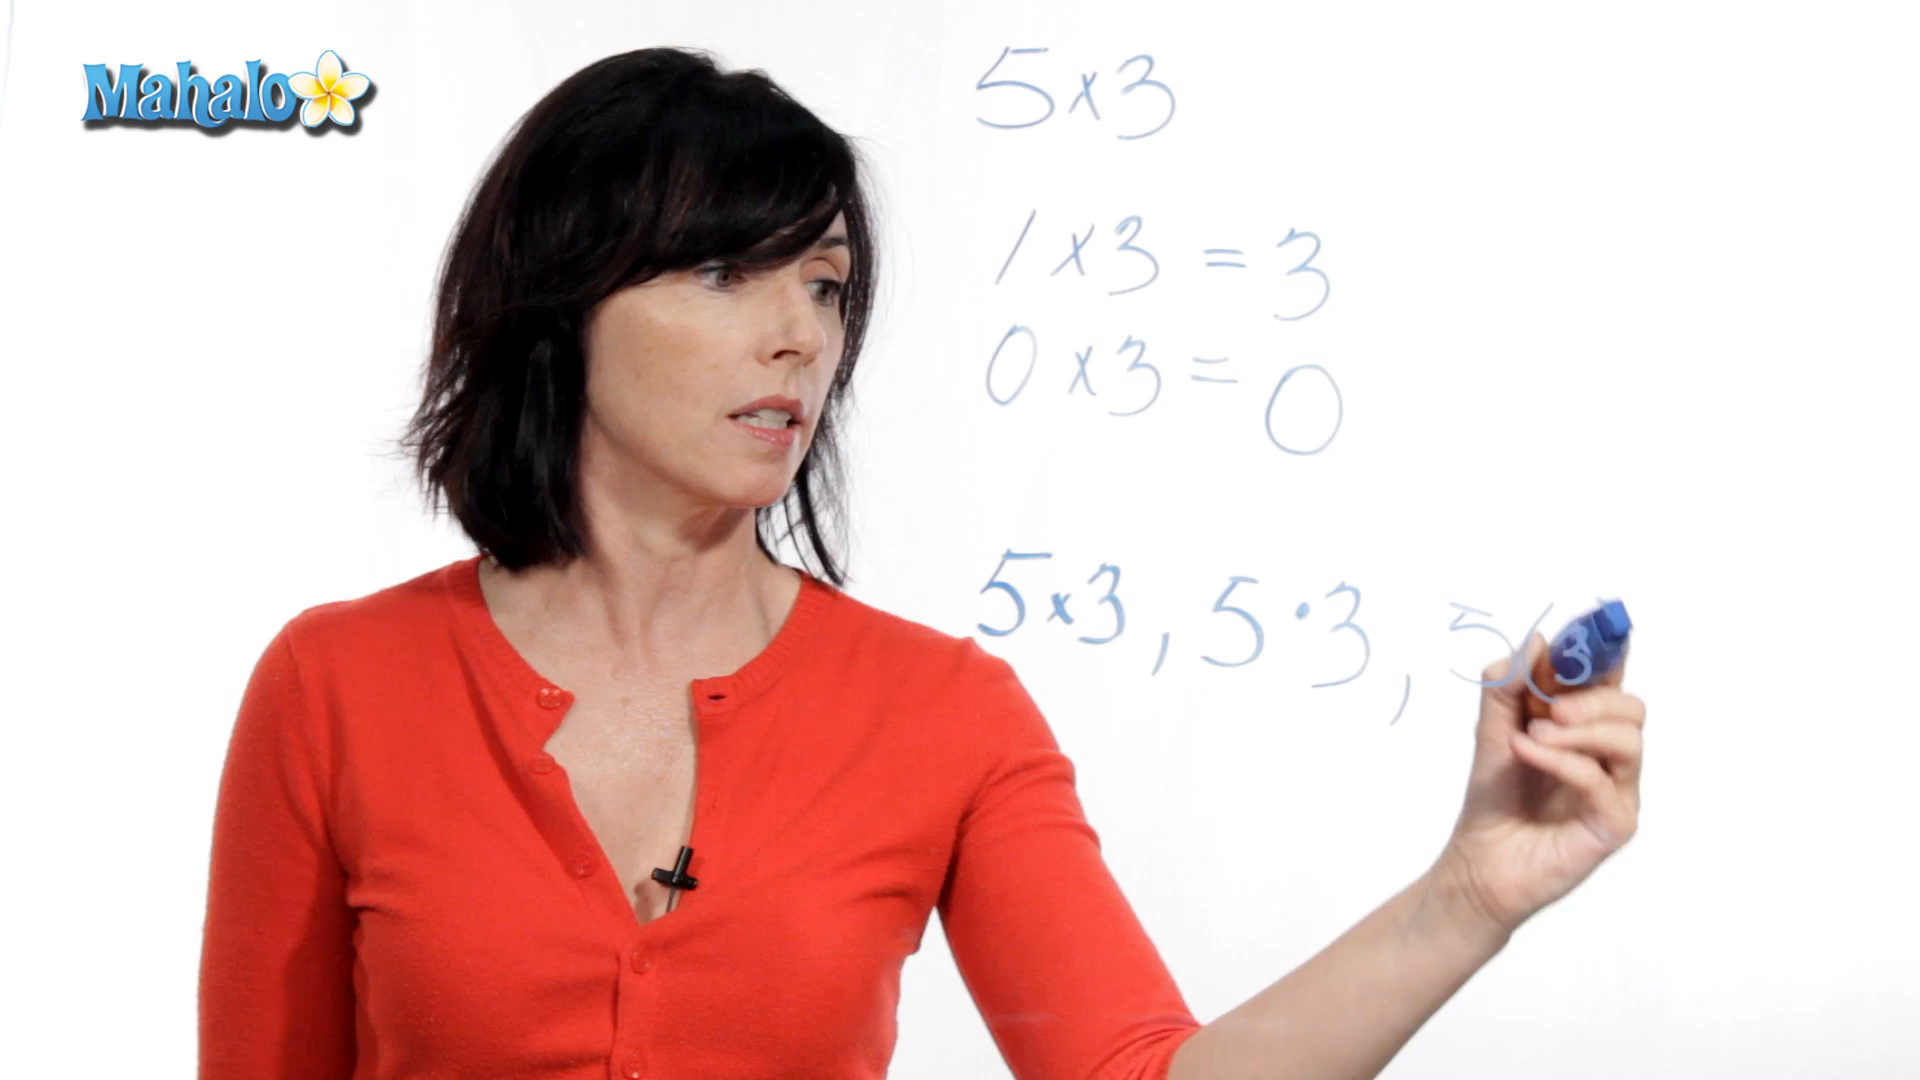 Mahalo
5x3
1x3 = 3
0x3 = 0
5x3, 5·3, 5(3